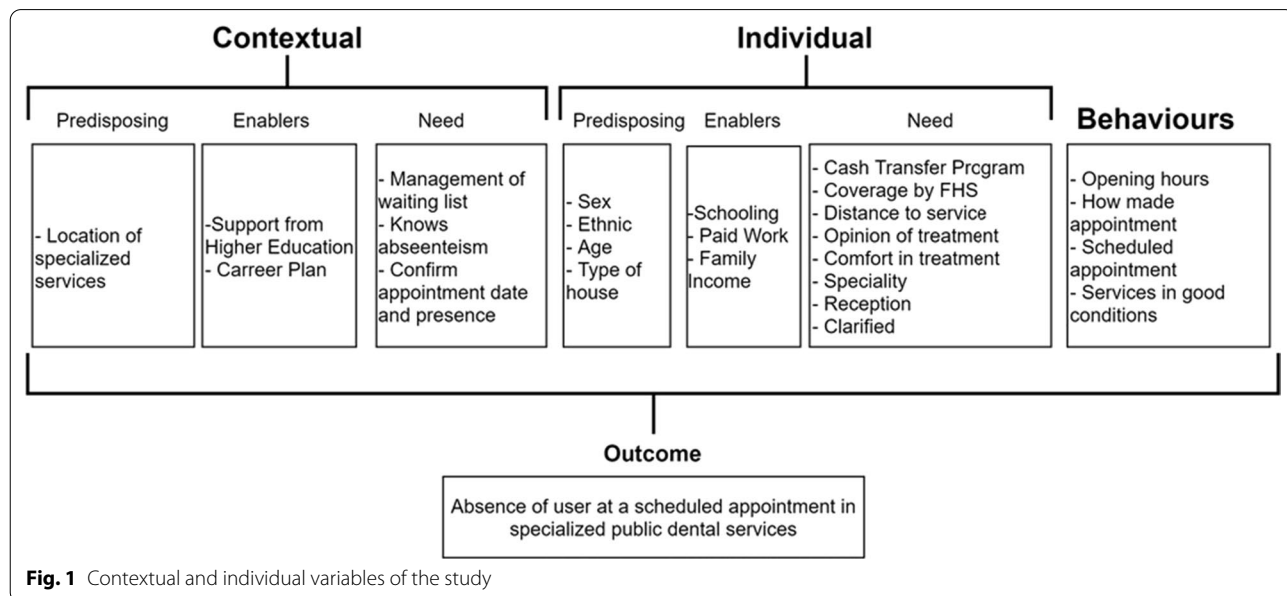 Contextual
Individual
Predisposing
Enablers
Need
Predisposing
Enablers
Need
Behaviours
- Location of
specialized
services
-Support from
Higher Education
- Carreer Plan
- Management of
waiting list
- Knows
abseenteism
- Confirm
appointment date
and presence
- Sex
- Ethnic
- Age
- Type of
house
-Schooling
- Paid Work
- Family
Income
- Cash Transfer Prcgram
- Coverage by FHS
- Distance to service
- Opinion of treatment
- Comfort in treatment
- Speciality
- Reception
- Clarified
- Opening hours
- How made
appointment
- Scheduled
appointment
- Services in good
conditions
Outcome
Absence of user at a scheduled appointment in
specialized public dental services
Fig. 1 Contextual and individual variables of the study